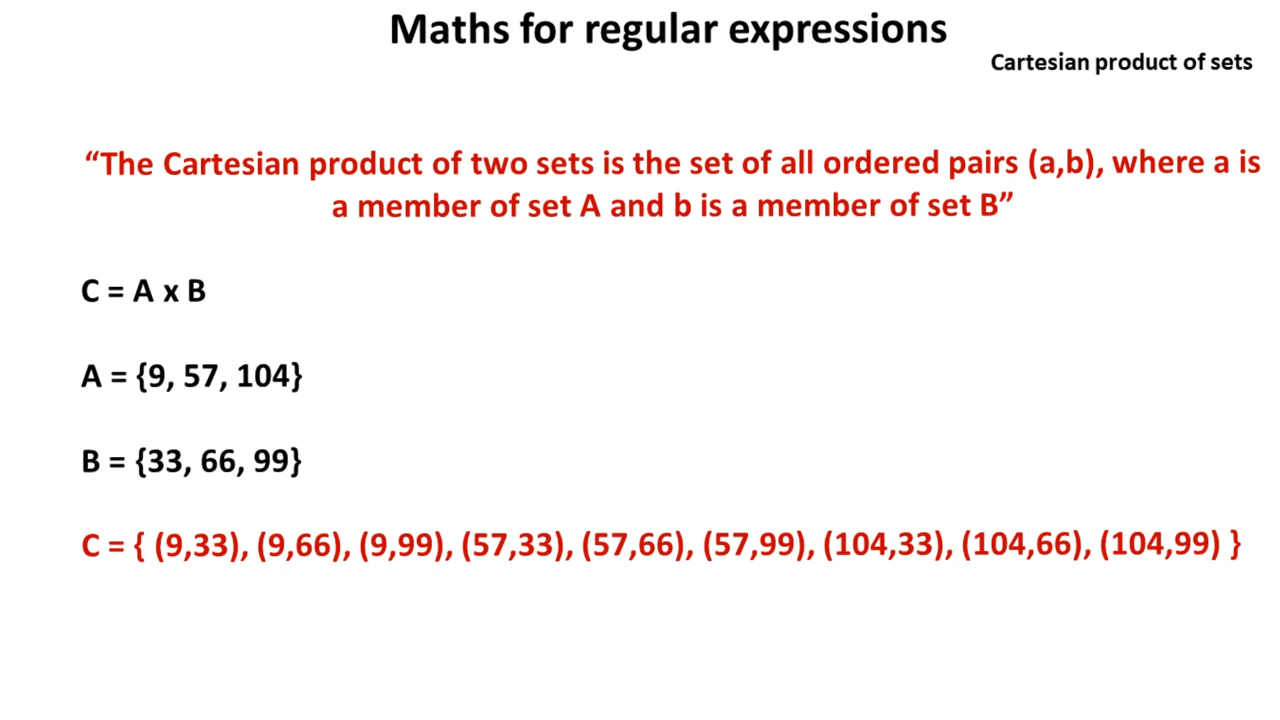 Maths for regular expressions
Cartesian product of sets
“The Cartesian product of two sets is the set of all ordered pairs (a,b), where a is
a member of set A and b is a member of set B”
C = A x B
A = {9, 57, 104}
B = {33, 66, 99}
C = { (9,33), (9,66), (9,99), (57,33), (57,66), (57,99), (104,33), (104,66), (104,99) }